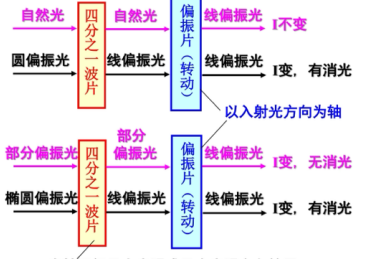 自然光 四分之一波片 自然光 偏振片（转动） 线偏振光 I不变
圆偏振光 线偏振光 线偏振光 I变，有消光
以入射光方向为轴
部分偏振光 四分之一波片 部分偏振光 偏振片（转动） 线偏振光 I变，无消光
椭圆偏振光 线偏振光 线偏振光 I变，有消光